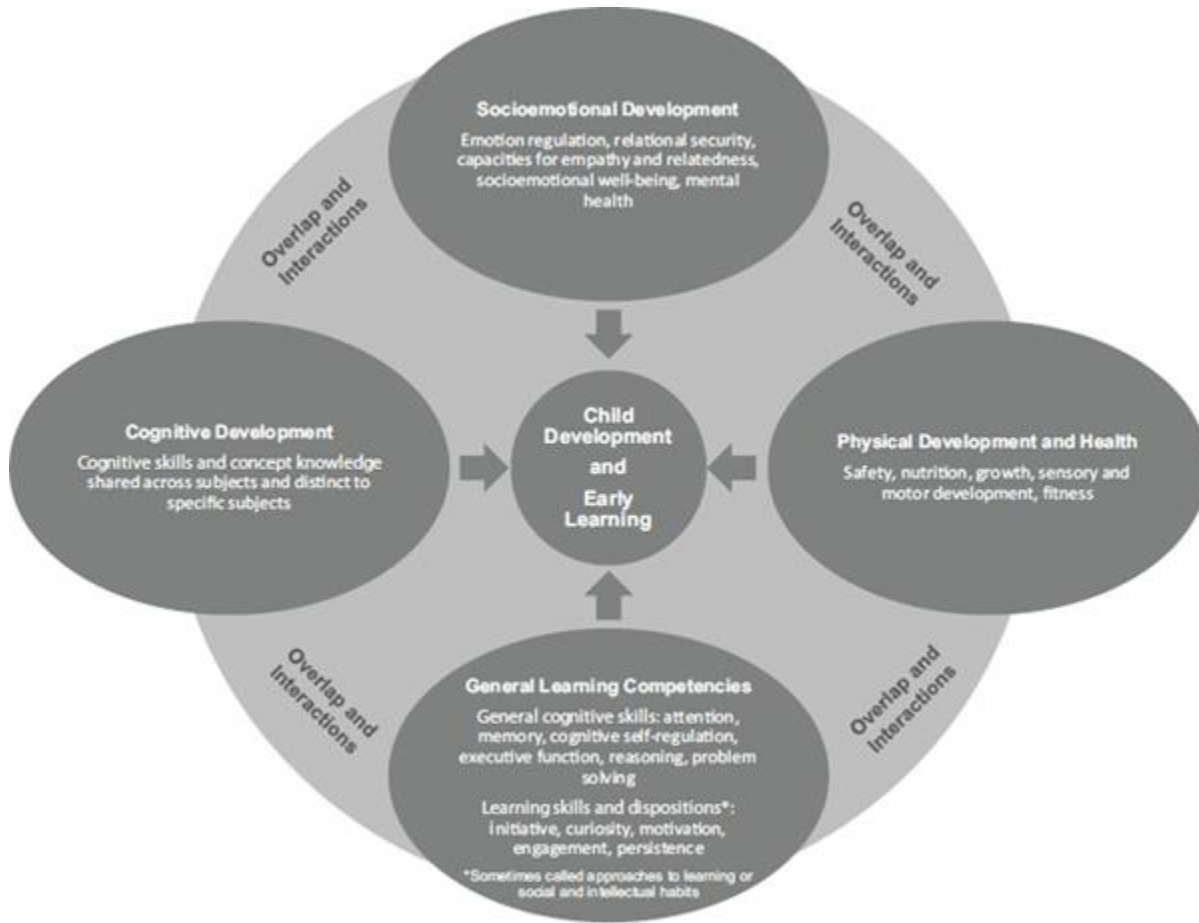 Socioemotional Development
Emotion regulation, relational security,
capacities for empathy and relatedness,
socioemotional well-being, mental
health
Overlap and
Interactions
Overlap and
Interactions
Cognitive Development
Cognitive skills and concept knowledge
shared across subjects and distinct to
specific subjects
Child
Development
and
Early
Learning
Physical Development and Health
Safety, nutrition, growth, sensory and
motor development, fitness
Overlap and
Interactions
Overlap and
Interactions
General Learning Competencies
General cognitive skills: attention,
memory, cognitive self-regulation,
executive function, reasoning, problem
solving
Learning skills and dispositions*:
Initiative, curiosity, motivation,
engagement, persistence
*Sometimes called approaches to learning or
social and intellectual habits